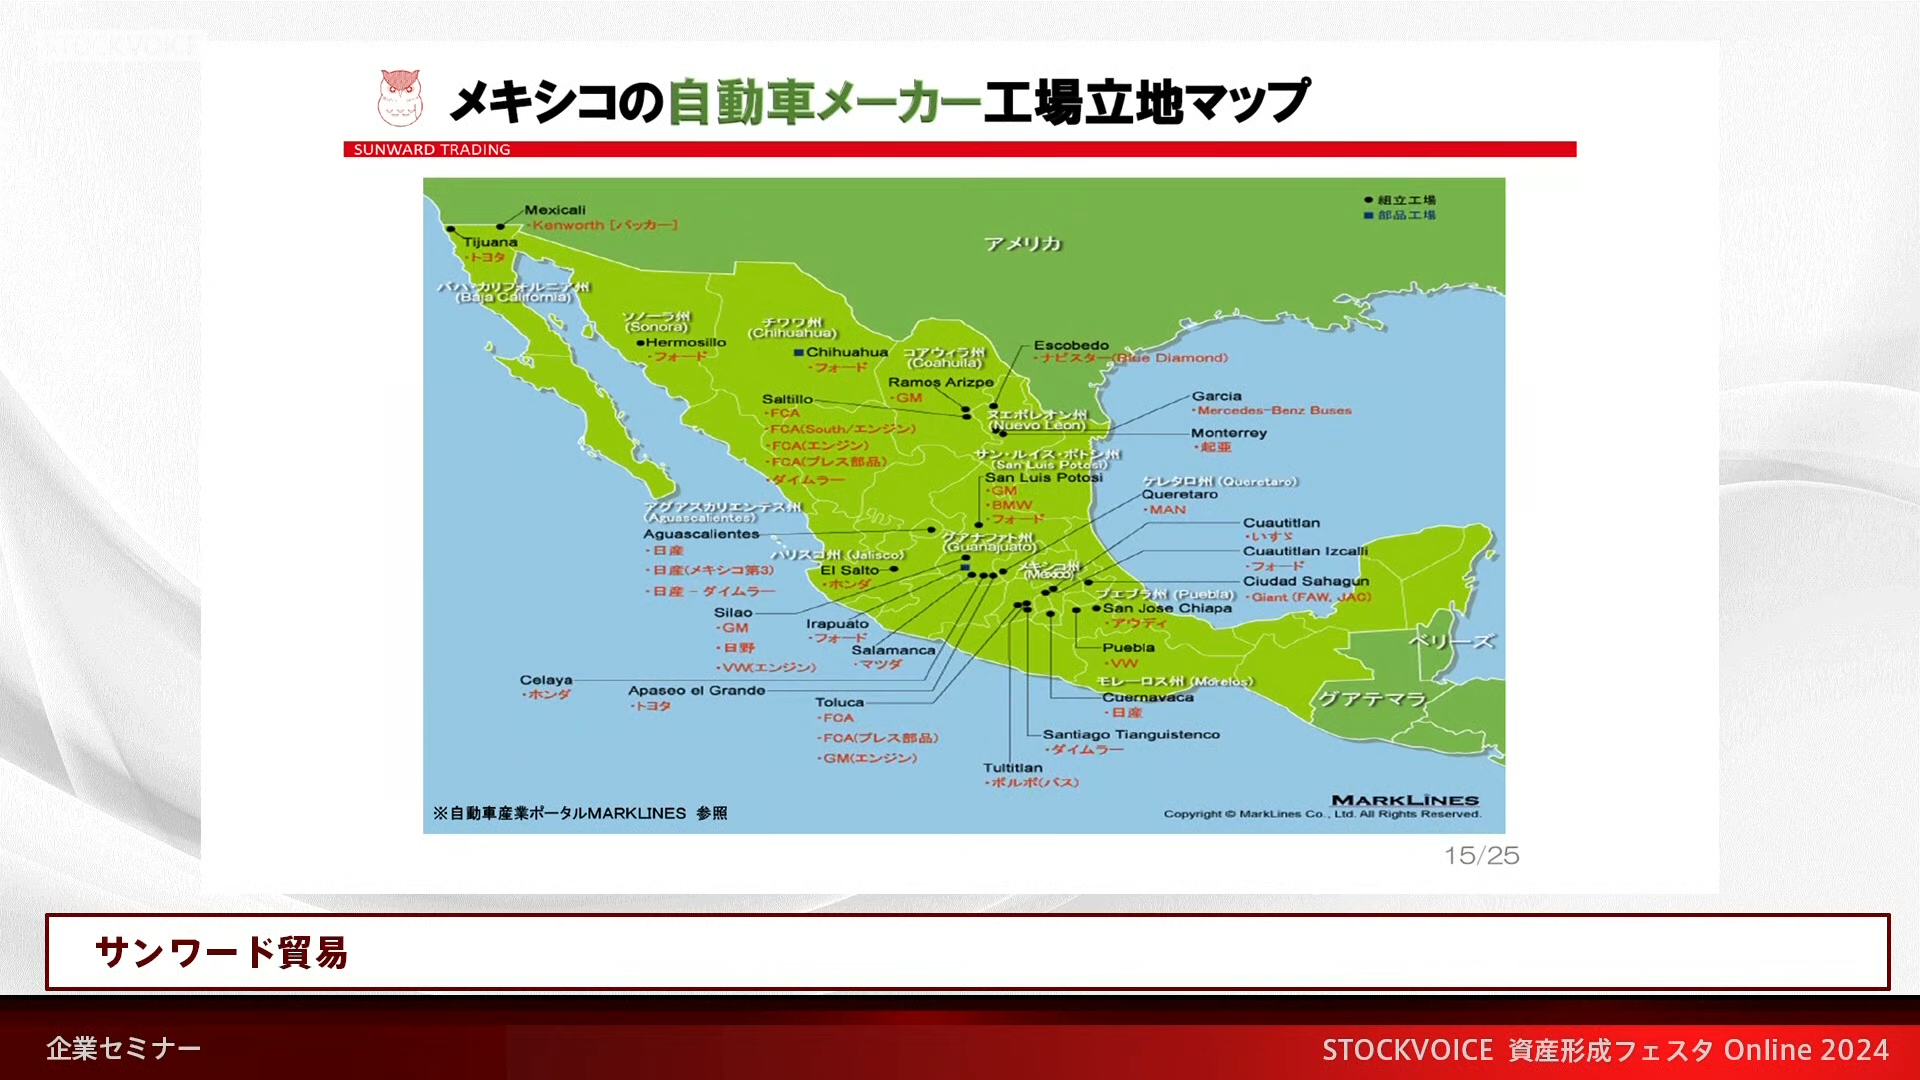 メキシコの自動車メーカー工場立地マップ
SUNWARD TRADING
●組立工場
■部品工場
アメリカ
Mexicali
・Kenworth [パッカー]
Tijuana
・トヨタ
バハ・カリフォルニア州
(Baja California)
ソノーラ州
(Sonora)
Hermosillo
・フォード
チワワ州
(Chihuahua)
Chihuahua
・フォード
コアウィラ州
(Coahuila)
Ramos Arizpe
・GM
Escobedo
・ナビスター(Blue Diamond)
Saltillo
・FCA
・FCA(South/エンジン)
・FCA(エンジン)
・FCA(プレス部品)
・ダイムラー
ヌエボレオン州
(Nuevo Leon)
Garcia
・Mercedes-Benz Buses
Monterrey
・起亜
サン・ルイス・ポトシ州
(San Luis Potosi)
San Luis Potosi
・GM
・BMW
・フォード
ケレタロ州 (Queretaro)
Queretaro
・MAN
アグアスカリエンテス州
(Aguascalientes)
Aguascalientes
・日産
・日産(メキシコ第3)
・日産 - ダイムラー
ハリスコ州 (Jalisco)
El Salto
・ホンダ
グアナファト州
(Guanajuato)
メキシコ州
(Mexico)
Cuautitlan
・いすゞ
Cuautitlan Izcalli
・フォード
Ciudad Sahagun
・Giant (FAW, JAC)
プエブラ州 (Puebla)
San Jose Chiapa
・アウディ
Silao
・GM
・日野
・VW(エンジン)
Irapuato
・フォード
Salamanca
・マツダ
Puebla
・VW
ベリーズ
グアテマラ
Celaya
・ホンダ
Apaseo el Grande
・トヨタ
モレーロス州 (Morelos)
Cuernavaca
・日産
Toluca
・FCA
・FCA(プレス部品)
・GM(エンジン)
Santiago Tianguistenco
・ダイムラー
Tultitlan
・ボルボ(バス)
※自動車産業ポータルMARKLINES 参照
MARKLINES
Copyright © MarkLines Co., Ltd. All Rights Reserved.
15/25
サンワード貿易
企業セミナー
STOCKVOICE 資産形成フェスタ Online 2024